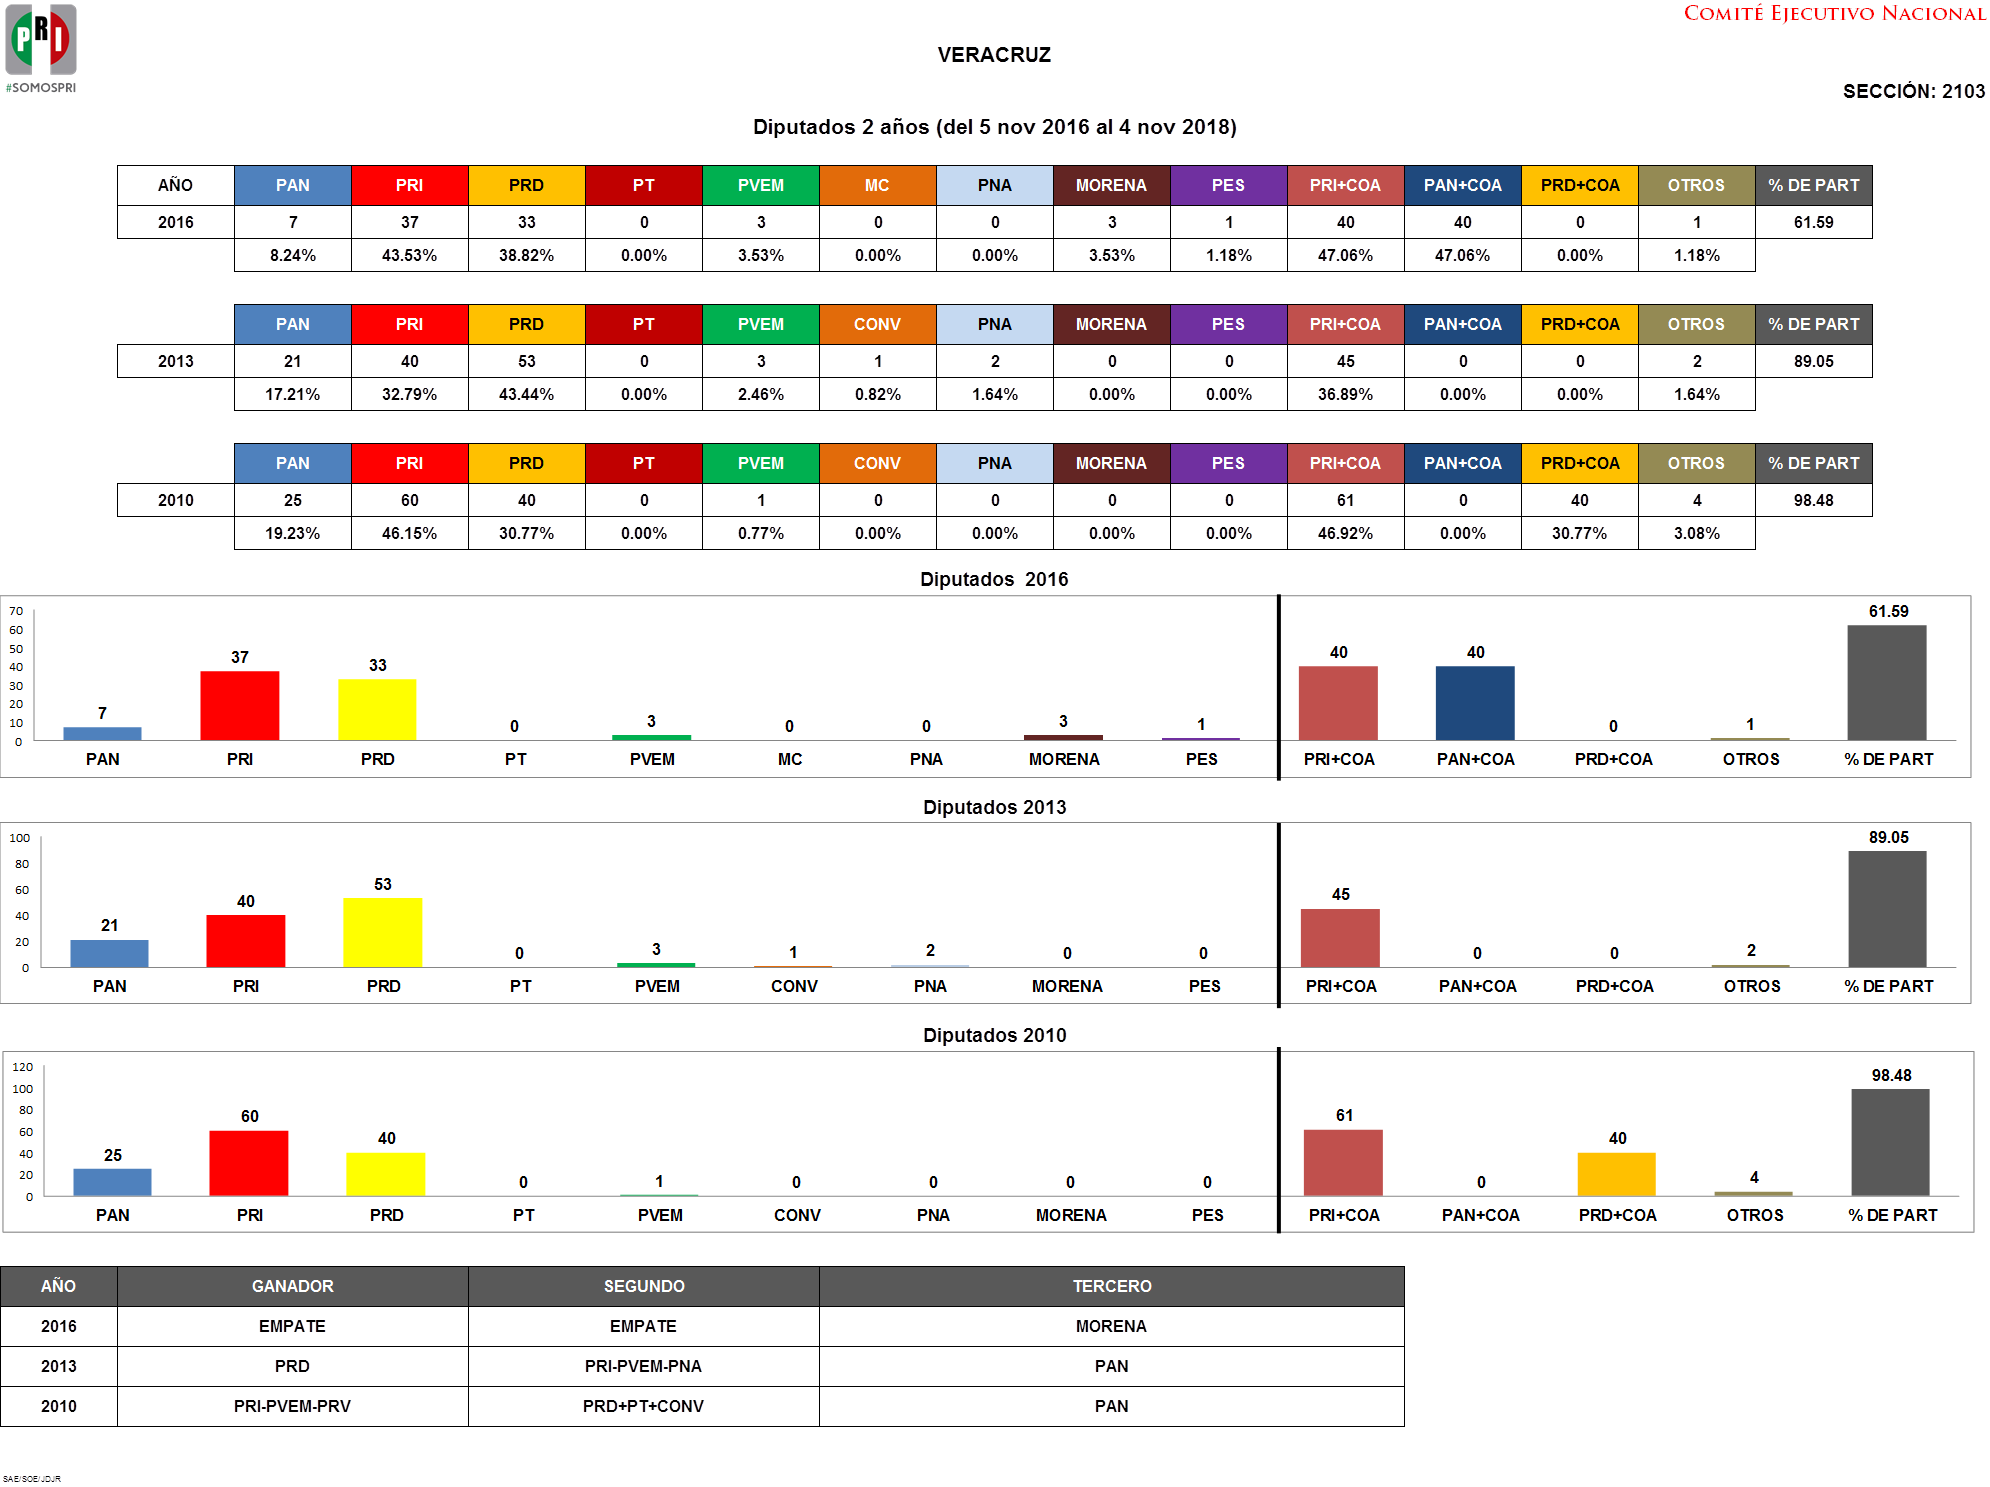 PRI
#SOMOSPRI
COMITÉ EJECUTIVO NACIONAL
VERACRUZ
SECCIÓN: 2103
Diputados 2 años (del 5 nov 2016 al 4 nov 2018)
AÑO PAN PRI PRD PT PVEM MC PNA MORENA PES PRI+COA PAN+COA PRD+COA OTROS % DE PART
2016 7 37 33 0 3 0 0 3 1 40 40 0 1 61.59
8.24% 43.53% 38.82% 0.00% 3.53% 0.00% 0.00% 3.53% 1.18% 47.06% 47.06% 0.00% 1.18%
PAN PRI PRD PT PVEM CONV PNA MORENA PES PRI+COA PAN+COA PRD+COA OTROS % DE PART
2013 21 40 53 0 3 1 2 0 0 45 0 0 2 89.05
17.21% 32.79% 43.44% 0.00% 2.46% 0.82% 1.64% 0.00% 0.00% 36.89% 0.00% 0.00% 1.64%
PAN PRI PRD PT PVEM CONV PNA MORENA PES PRI+COA PAN+COA PRD+COA OTROS % DE PART
2010 25 60 40 0 1 0 0 0 0 61 0 40 4 98.48
19.23% 46.15% 30.77% 0.00% 0.77% 0.00% 0.00% 0.00% 0.00% 46.92% 0.00% 30.77% 3.08%
Diputados 2016
70
60
50
40
30
20
10
0
7 37 33 0 3 0 0 3 1 40 40 0 1 61.59
PAN PRI PRD PT PVEM MC PNA MORENA PES PRI+COA PAN+COA PRD+COA OTROS % DE PART
Diputados 2013
100
80
60
40
20
0
21 40 53 0 3 1 2 0 0 45 0 0 2 89.05
PAN PRI PRD PT PVEM CONV PNA MORENA PES PRI+COA PAN+COA PRD+COA OTROS % DE PART
Diputados 2010
120
100
80
60
40
20
0
25 60 40 0 1 0 0 0 0 61 0 40 4 98.48
PAN PRI PRD PT PVEM CONV PNA MORENA PES PRI+COA PAN+COA PRD+COA OTROS % DE PART
AÑO GANADOR SEGUNDO TERCERO
2016 EMPATE EMPATE MORENA
2013 PRD PRI-PVEM-PNA PAN
2010 PRI-PVEM-PRV PRD+PT+CONV PAN
SAE/SOE/JDJR